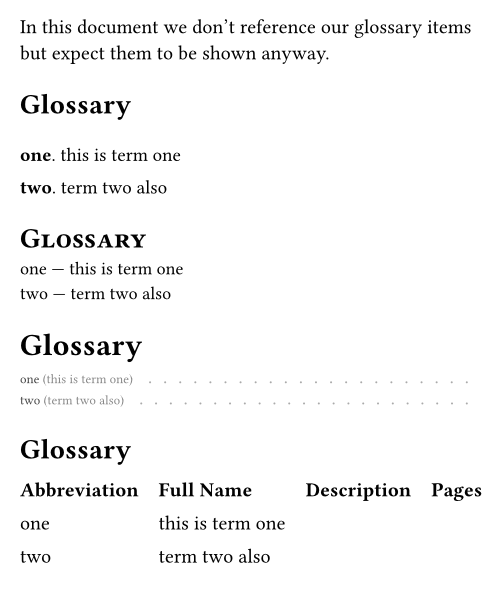 In this document we don’t reference our glossary items
but expect them to be shown anyway.
Glossary
one. this is term one
two. term two also
Glossary
one — this is term one
two — term two also
Glossary
one (this is term one) . . . . . . . . . . . . . . . . . . . .
two (term two also) . . . . . . . . . . . . . . . . . . . . .
Glossary
Abbreviation Full Name Description Pages
one this is term one
two term two also